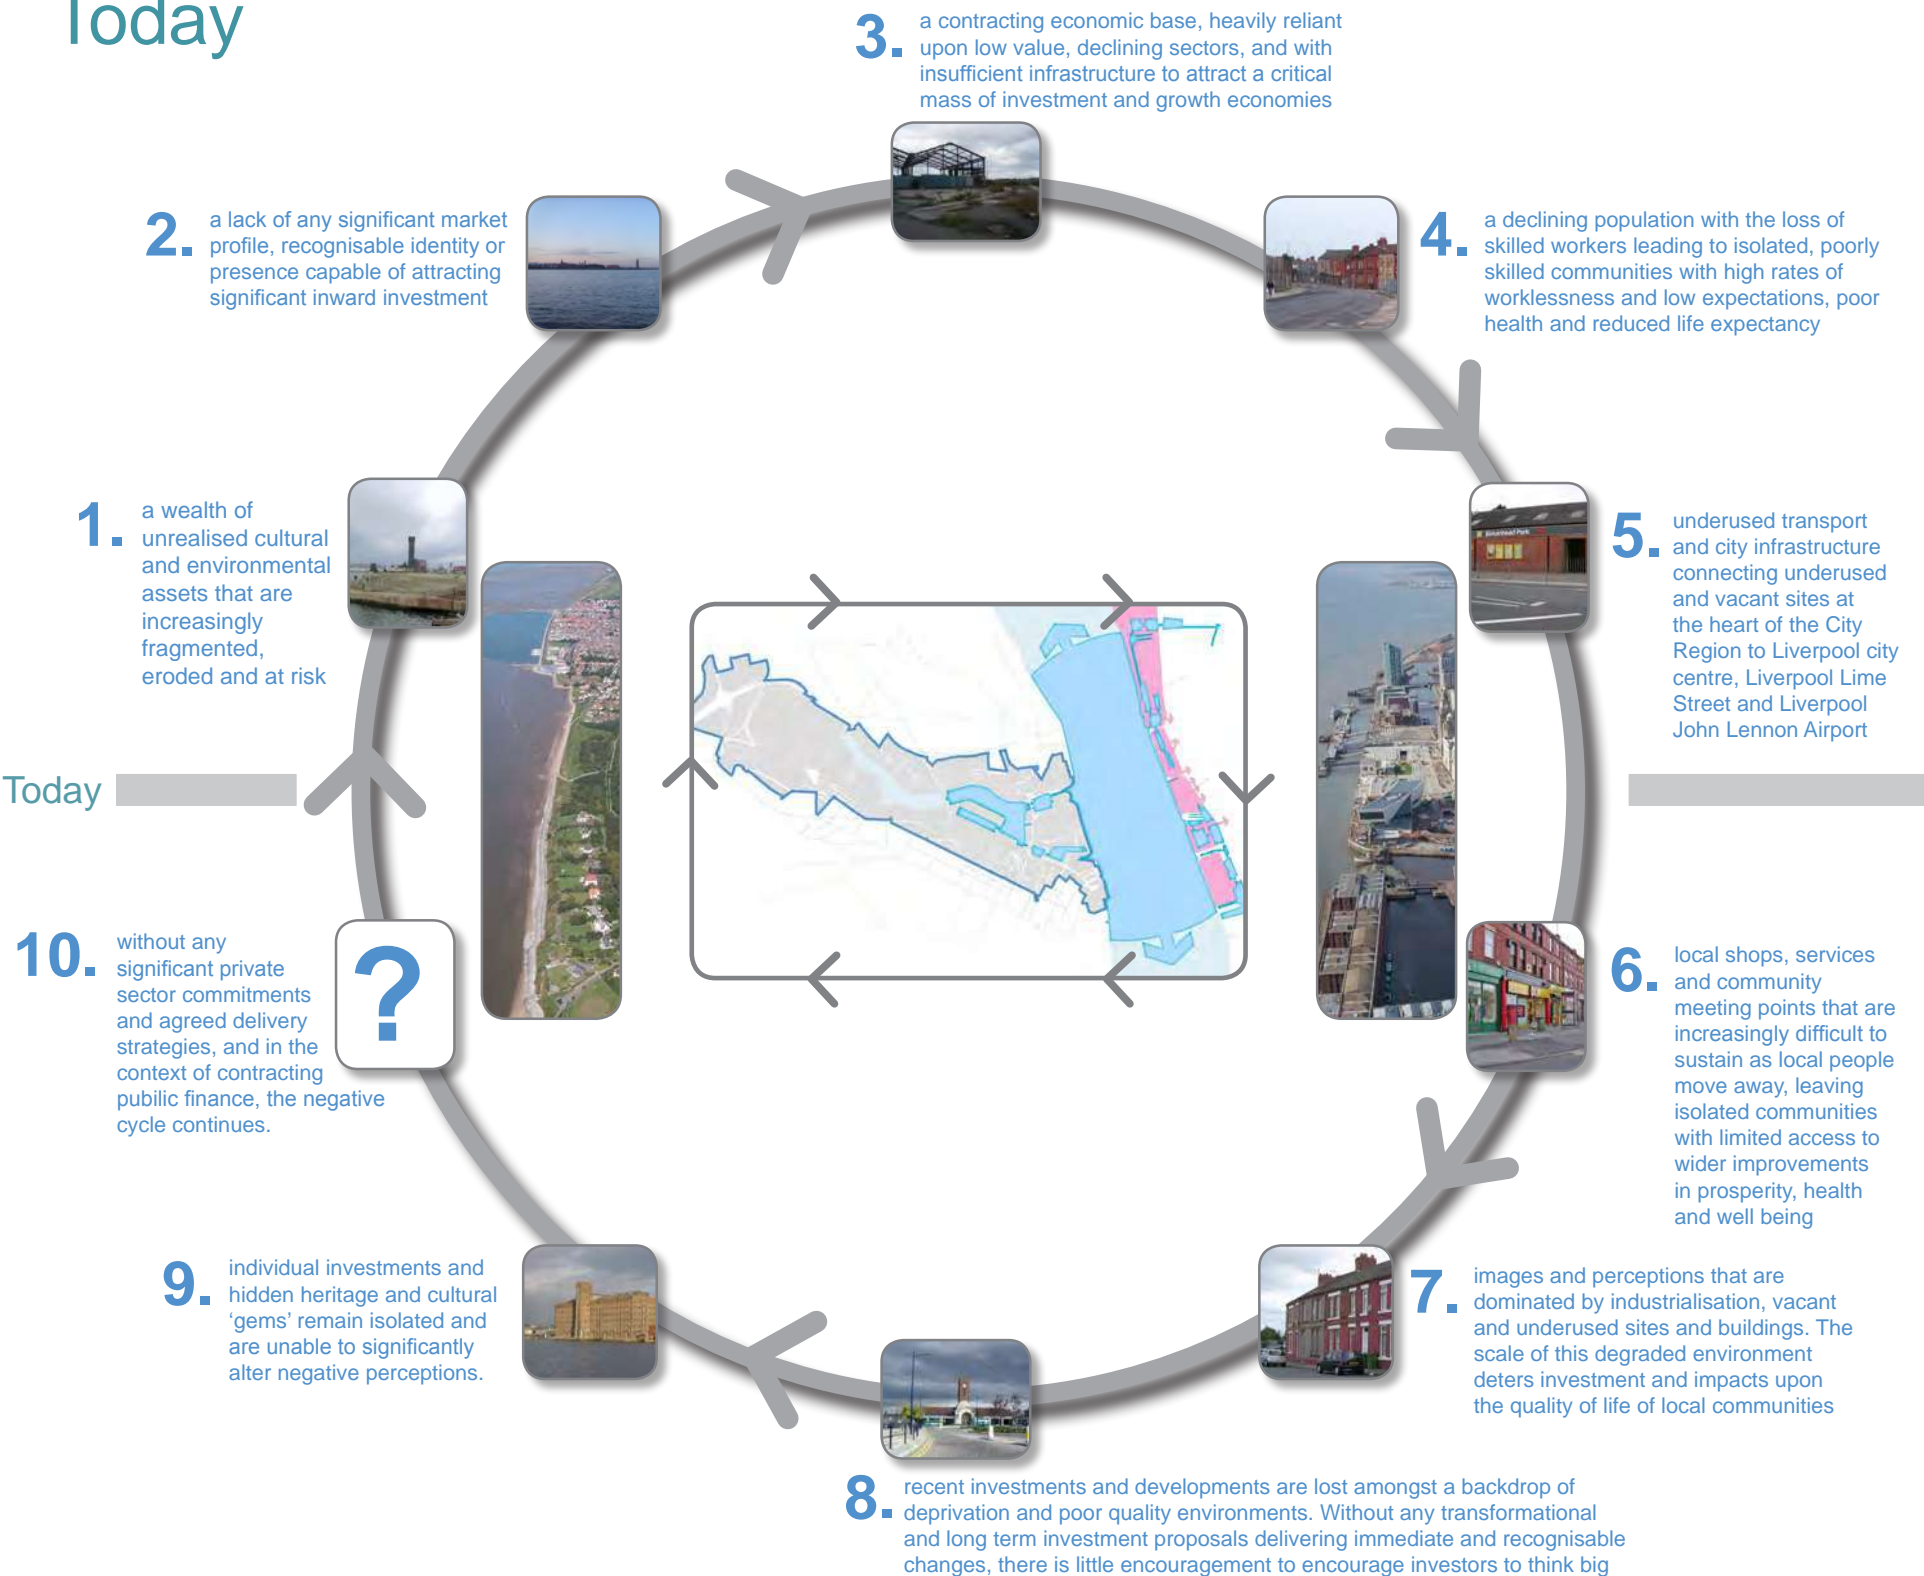 Today
3. a contracting economic base, heavily reliant
upon low value, declining sectors, and with
insufficient infrastructure to attract a critical
mass of investment and growth economies
2. a lack of any significant market
profile, recognisable identity or
presence capable of attracting
significant inward investment
4. a declining population with the loss of
skilled workers leading to isolated, poorly
skilled communities with high rates of
worklessness and low expectations, poor
health and reduced life expectancy
1. a wealth of
unrealised cultural
and environmental
assets that are
increasingly
fragmented,
eroded and at risk
5. underused transport
and city infrastructure
connecting underused
and vacant sites at
the heart of the City
Region to Liverpool city
centre, Liverpool Lime
Street and Liverpool
John Lennon Airport
Birkenhead Park
Today
10. without any
significant private
sector commitments
and agreed delivery
strategies, and in the
context of contracting
pubilic finance, the negative
cycle continues.
?
6. local shops, services
and community
meeting points that are
increasingly difficult to
sustain as local people
move away, leaving
isolated communities
with limited access to
wider improvements
in prosperity, health
and well being
9. individual investments and
hidden heritage and cultural
‘gems’ remain isolated and
are unable to significantly
alter negative perceptions.
7. images and perceptions that are
dominated by industrialisation, vacant
and underused sites and buildings. The
scale of this degraded environment
deters investment and impacts upon
the quality of life of local communities
8. recent investments and developments are lost amongst a backdrop of
deprivation and poor quality environments. Without any transformational
and long term investment proposals delivering immediate and recognisable
changes, there is little encouragement to encourage investors to think big